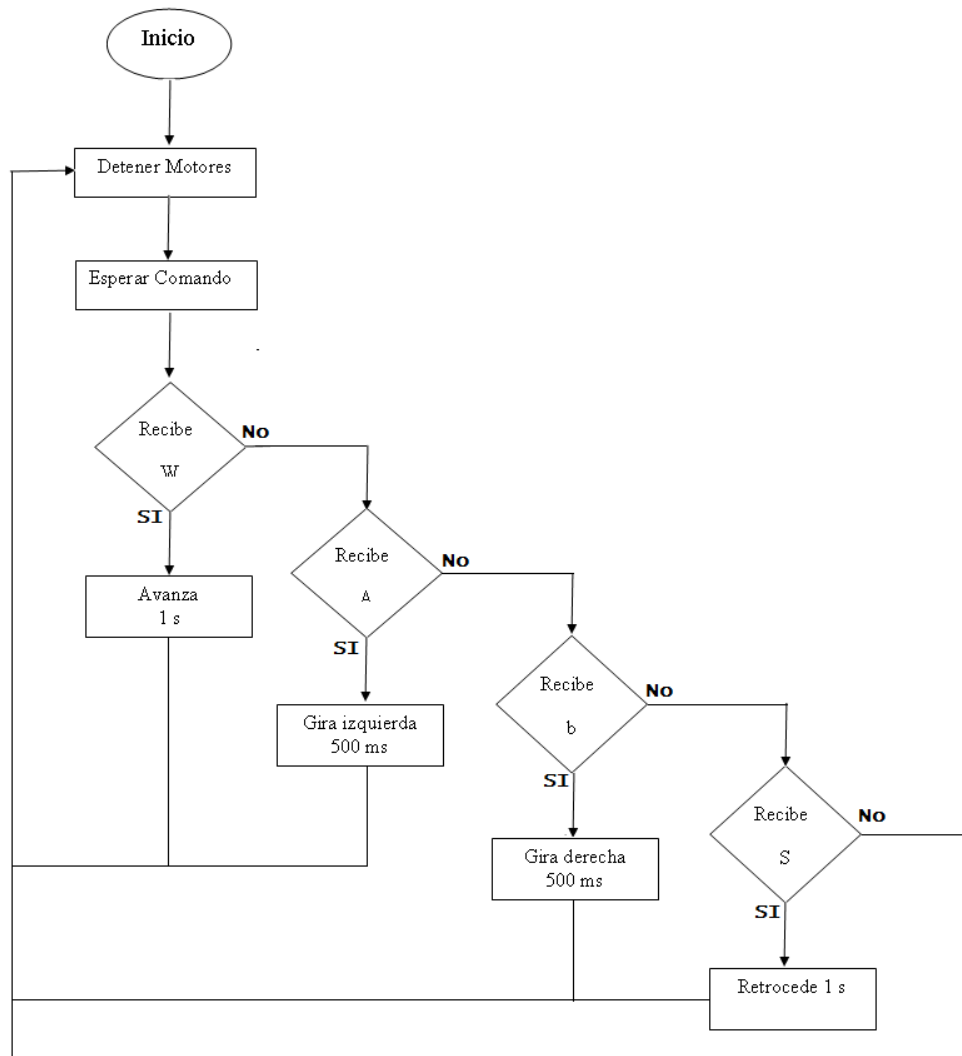 Inicio
Detener Motores
Esperar Comando
Recibe
W
No
SI
Avanza
1 s
Recibe
A
No
SI
Gira izquierda
500 ms
Recibe
b
No
SI
Gira derecha
500 ms
Recibe
S
No
SI
Retrocede 1 s